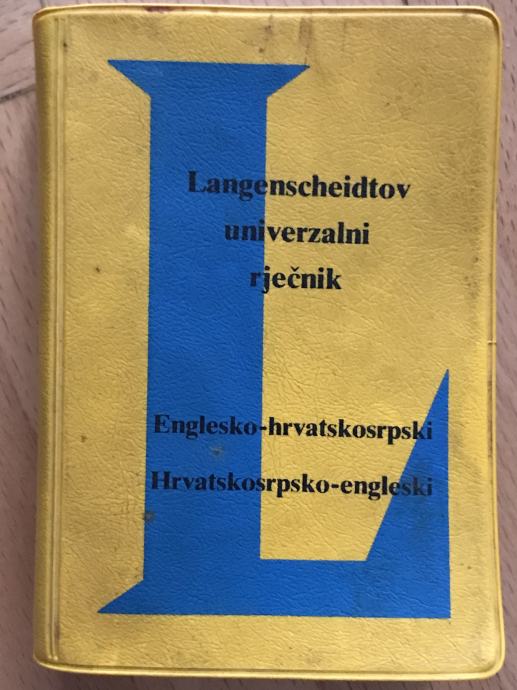 Langenscheidtov
univerzalni
rječnik
Englesko-hrvatskosrpski
Hrvatskosrpsko-engleski